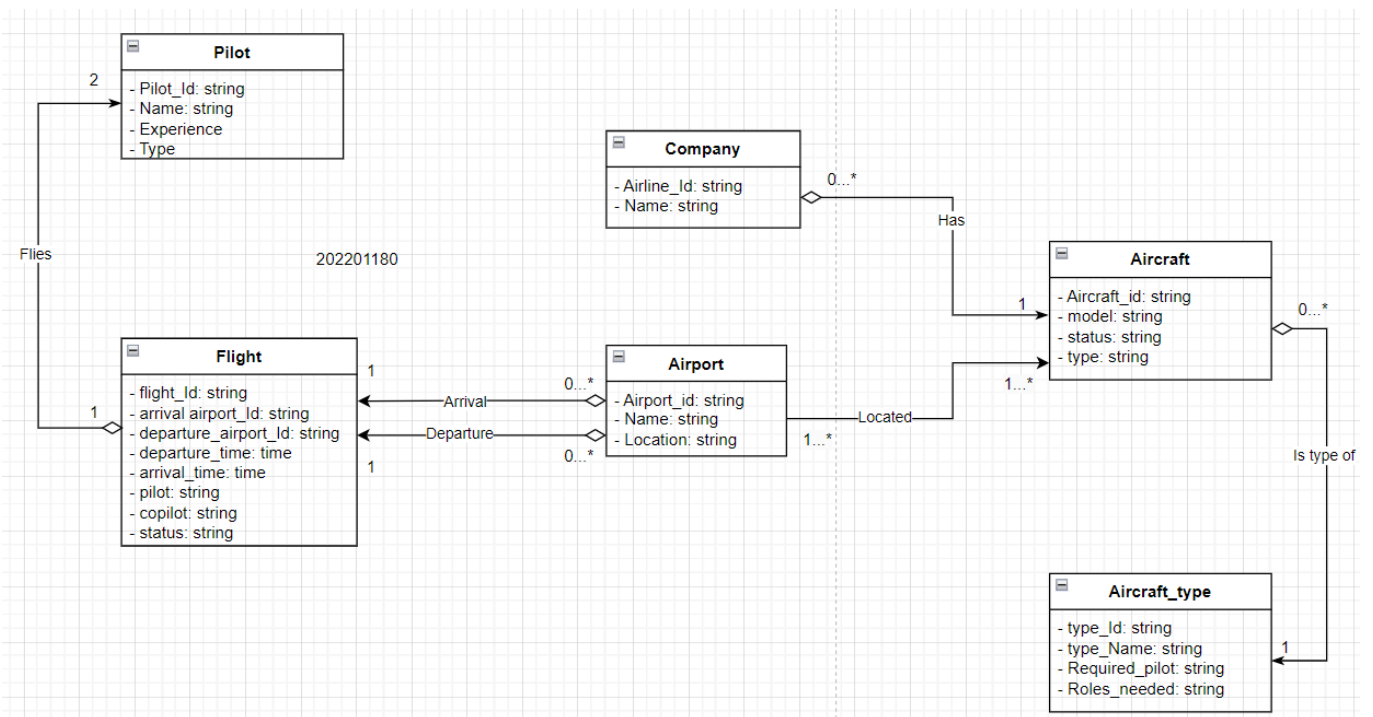 Pilot
- Pilot_Id: string
- Name: string
- Experience
- Type
2
Flies
1
202201180
Company
- Airline_Id: string
- Name: string
0...*
Has
1
Aircraft
- Aircraft_id: string
- model: string
- status: string
- type: string
0...*
Is type of
1
Flight
- flight_Id: string
- arrival airport_Id: string
- departure_airport_Id: string
- departure_time: time
- arrival_time: time
- pilot: string
- copilot: string
- status: string
1
Arrival
0...*
Departure
1
0...*
Airport
- Airport_id: string
- Name: string
- Location: string
1...*
Located
1...*
Aircraft_type
- type_Id: string
- type_Name: string
- Required_pilot: string
- Roles_needed: string